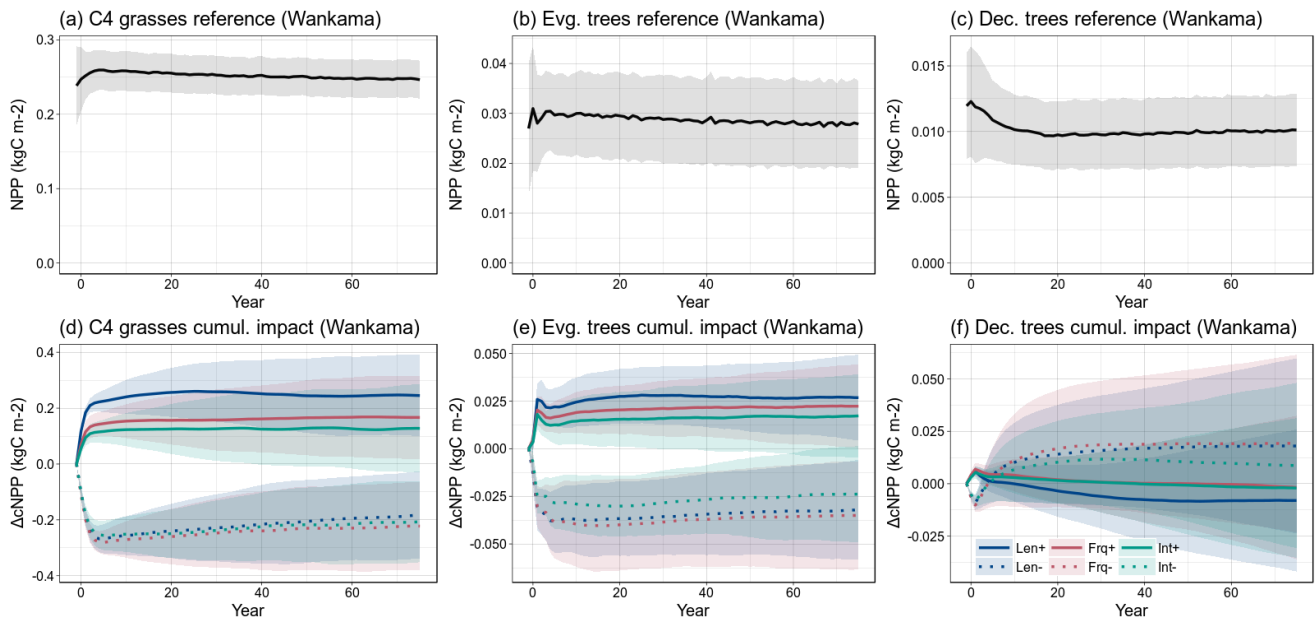 (a) C4 grasses reference (Wankama)
NPP (kgC m-2)
0.3
0.2
0.1
0.0
0 20 40 60
Year
(b) Evg. trees reference (Wankama)
NPP (kgC m-2)
0.04
0.03
0.02
0.01
0.00
0 20 40 60
Year
(c) Dec. trees reference (Wankama)
NPP (kgC m-2)
0.015
0.010
0.005
0.000
0 20 40 60
Year
(d) C4 grasses cumul. impact (Wankama)
ΔcNPP (kgC m-2)
0.4
0.2
0.0
-0.2
-0.4
0 20 40 60
Year
(e) Evg. trees cumul. impact (Wankama)
ΔcNPP (kgC m-2)
0.050
0.025
0.000
-0.025
-0.050
0 20 40 60
Year
(f) Dec. trees cumul. impact (Wankama)
ΔcNPP (kgC m-2)
0.050
0.025
0.000
-0.025
Len+ Frq+ Int+
Len- Frq- Int-
0 20 40 60
Year